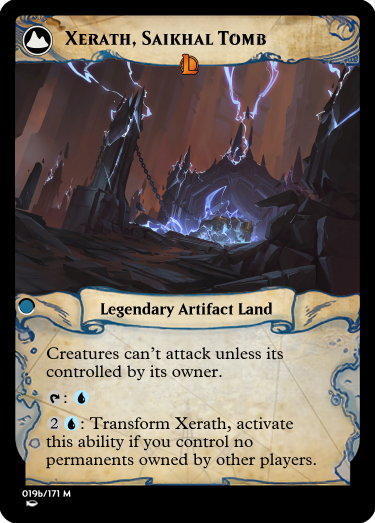 Xerath, Saikhal Tomb
Legendary Artifact Land
Creatures can't attack unless its
controlled by its owner.
:
2 : Transform Xerath, activate
this ability if you control no
permanents owned by other players.
019b/171 M